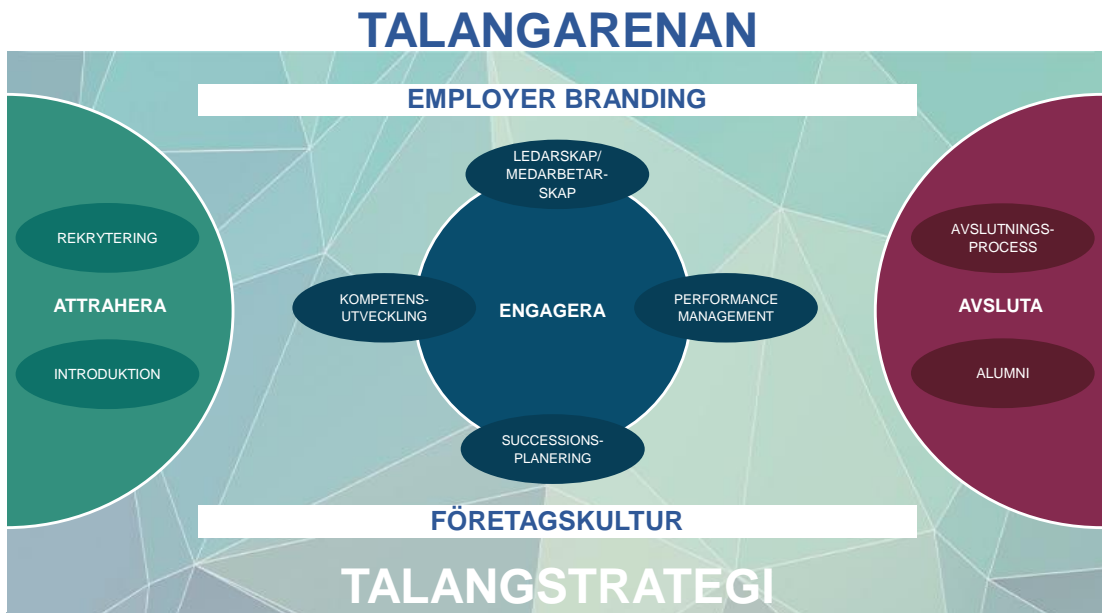 TALANGARENAN
EMPLOYER BRANDING
LEDARSKAP/
MEDARBETAR-
SKAP
REKRYTERING
ATTRAHERA
INTRODUKTION
KOMPETENS-
UTVECKLING
ENGAGERA
PERFORMANCE
MANAGEMENT
SUCCESSIONS-
PLANERING
AVSLUTNINGS-
PROCESS
AVSLUTA
ALUMNI
FÖRETAGSKULTUR
TALANGSTRATEGI